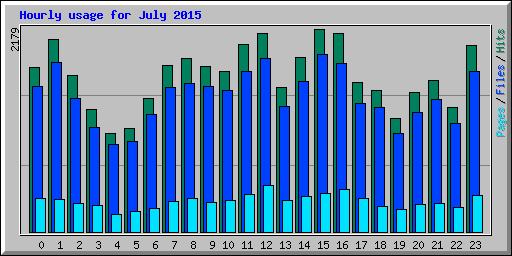 Hourly usage for July 2015
2179
Pages/Files/Hits
0 1 2 3 4 5 6 7 8 9 10 11 12 13 14 15 16 17 18 19 20 21 22 23